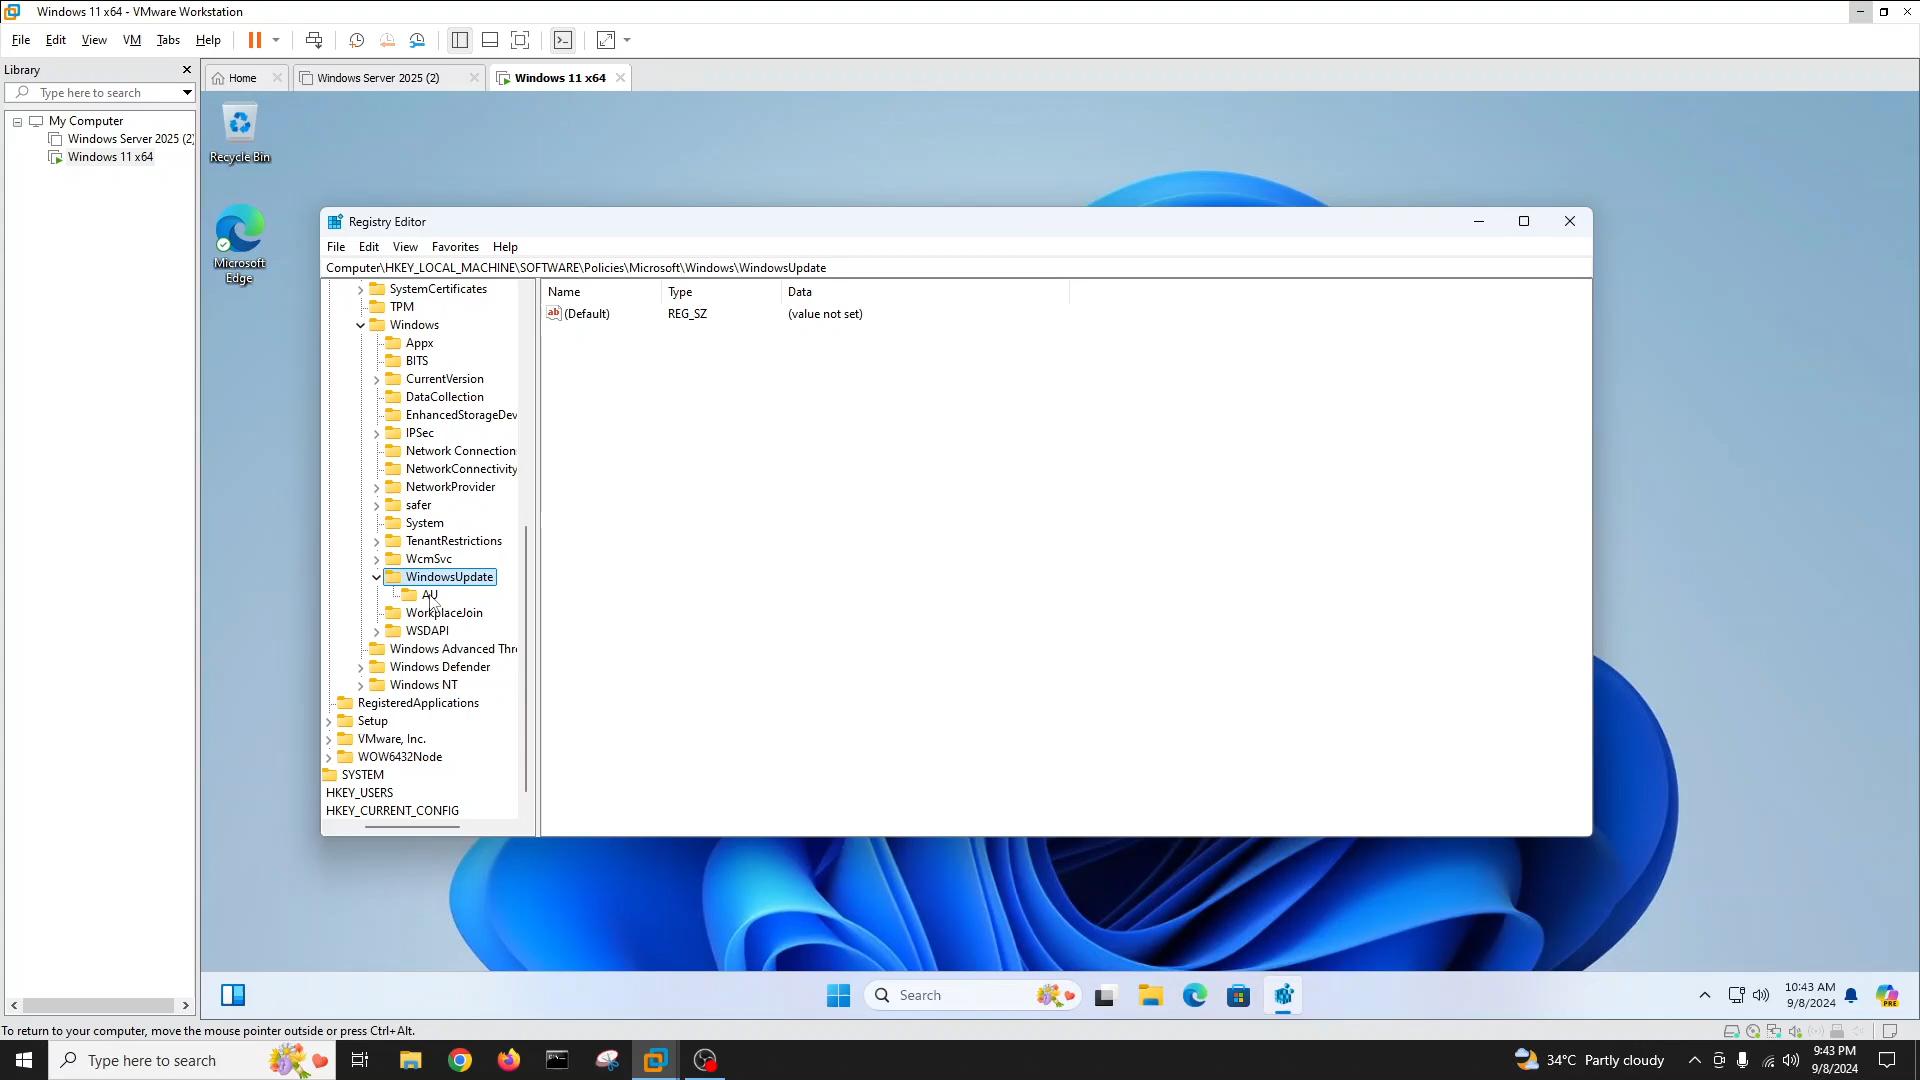 Windows 11 x64 - VMware Workstation
File Edit View VM Tabs Help
Library
Type here to search
My Computer
Windows Server 2025 (2)
Windows 11 x64
Home
Windows Server 2025 (2)
Windows 11 x64
Recycle Bin
Microsoft
Edge
Registry Editor
File Edit View Favorites Help
Computer\HKEY_LOCAL_MACHINE\SOFTWARE\Policies\Microsoft\Windows\WindowsUpdate
SystemCertificates
TPM
Windows
Appx
BITS
CurrentVersion
DataCollection
EnhancedStorageDev
IPSec
Network Connection
NetworkConnectivity
NetworkProvider
safer
System
TenantRestrictions
WcmSvc
WindowsUpdate
AU
WorkplaceJoin
WSDAPI
Windows Advanced Thr
Windows Defender
Windows NT
RegisteredApplications
Setup
VMware, Inc.
WOW6432Node
SYSTEM
HKEY_USERS
HKEY_CURRENT_CONFIG
Name Type Data
ab (Default) REG_SZ (value not set)
Search
10:43 AM
9/8/2024
PRE
To return to your computer, move the mouse pointer outside or press Ctrl+Alt.
Type here to search
34°C Partly cloudy
9:43 PM
9/8/2024